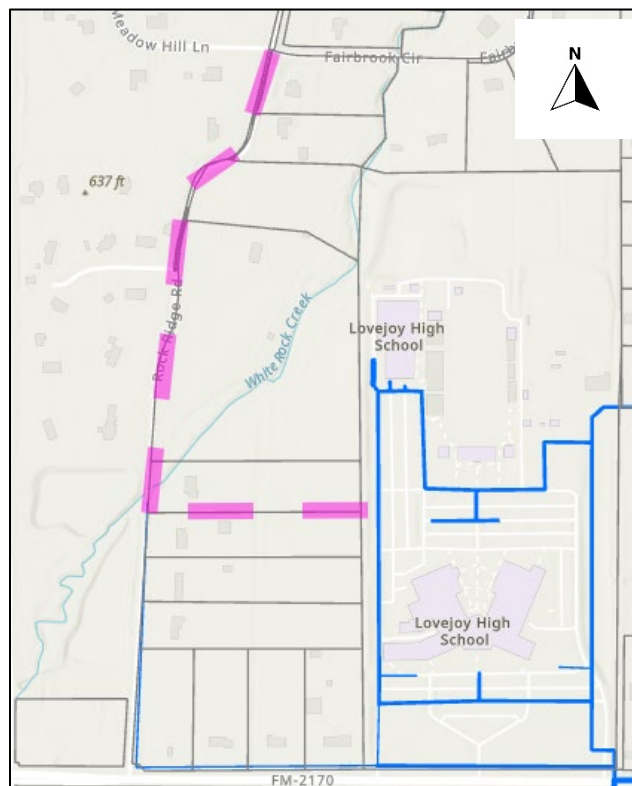 Meadow Hill Ln
Fairbrook Cir
Fairb
N
637 ft
Rock Ridge Rd
White Rock Creek
Lovejoy High
School
Lovejoy High
School
FM-2170